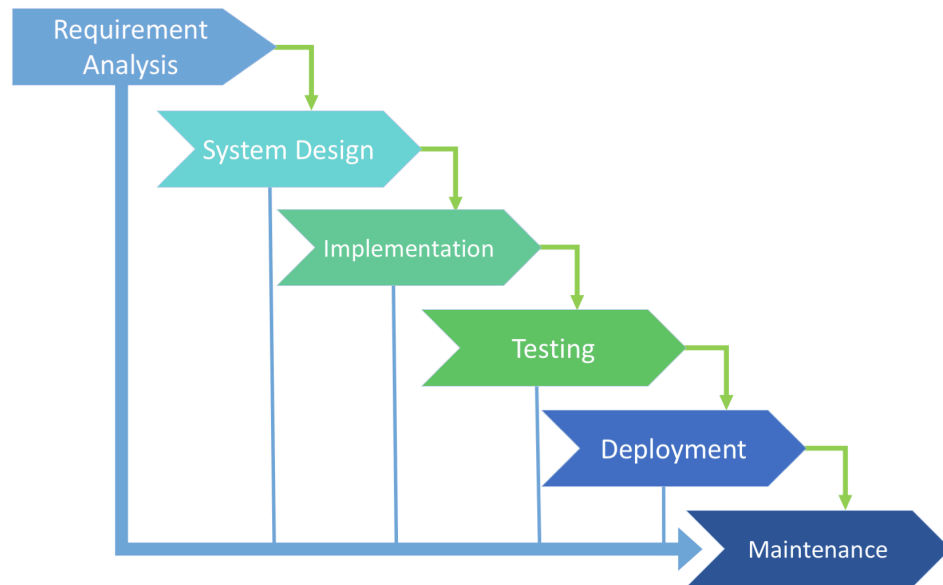 Requirement
Analysis
System Design
Implementation
Testing
Deployment
Maintenance